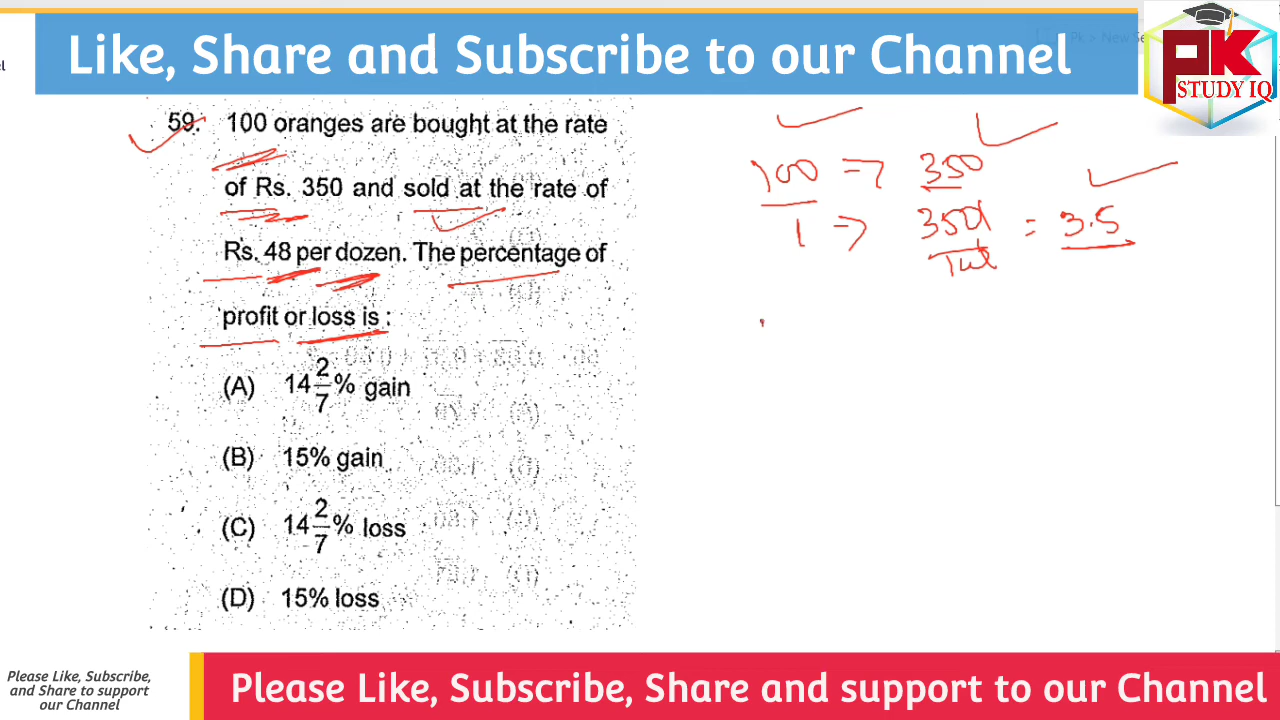 Like, Share and Subscribe to our Channel
PK
STUDY IQ
59. 100 oranges are bought at the rate
of Rs. 350 and sold at the rate of
Rs. 48 per dozen. The percentage of
profit or loss is :
(A) 14 2/7 % gain
(B) 15% gain
(C) 14 2/7 % loss
(D) 15% loss
100 → 350
1 → 350 = 3.5
Please Like, Subscribe,
and Share to support
our Channel
Please Like, Subscribe, Share and support to our Channel